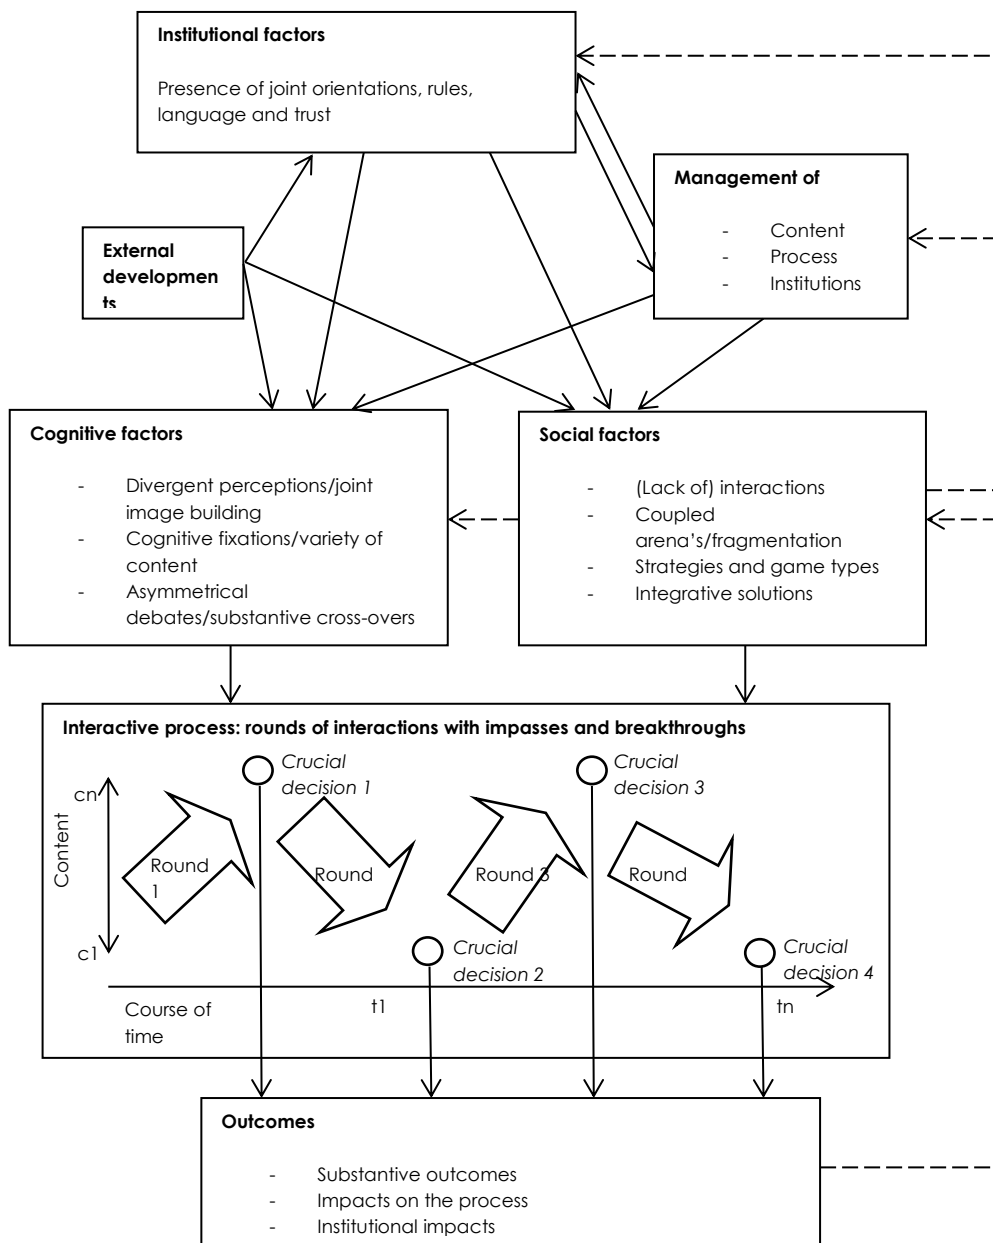 Institutional factors
Presence of joint orientations, rules,
language and trust
Management of
- Content
- Process
- Institutions
External
developmen
ts
Cognitive factors
- Divergent perceptions/joint
image building
- Cognitive fixations/variety of
content
- Asymmetrical
debates/substantive cross-overs
Social factors
- (Lack of) interactions
- Coupled
arena's/fragmentation
- Strategies and game types
- Integrative solutions
Interactive process: rounds of interactions with impasses and breakthroughs
Content
cn
c1
Round
1
Crucial
decision 1
Round
Crucial
decision 2
Round 3
Crucial
decision 3
Round
Crucial
decision 4
Course of
time
t1
tn
Outcomes
- Substantive outcomes
- Impacts on the process
- Institutional impacts